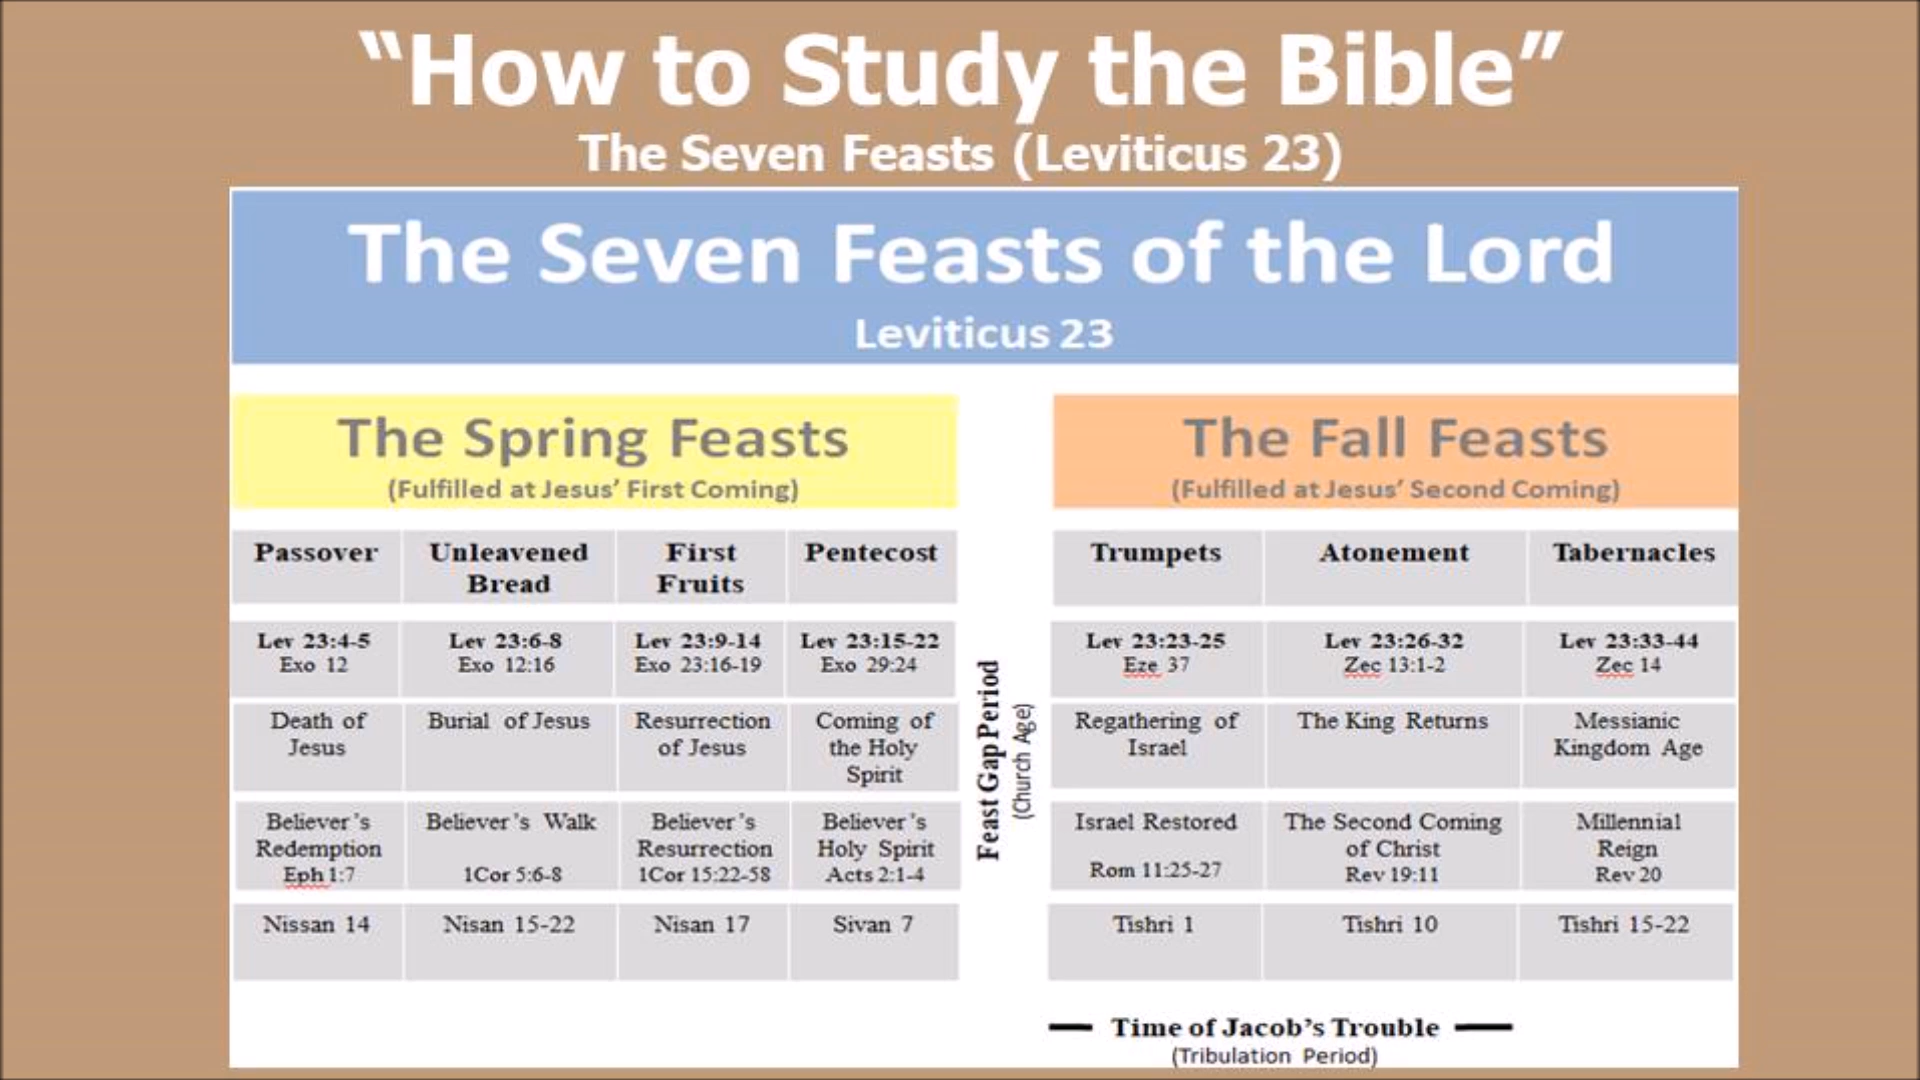 “How to Study the Bible”
The Seven Feasts (Leviticus 23)
The Seven Feasts of the Lord
Leviticus 23
The Spring Feasts
(Fulfilled at Jesus’ First Coming)
Passover
Unleavened
Bread
First
Fruits
Pentecost
Lev 23:4-5
Exo 12
Lev 23:6-8
Exo 12:16
Lev 23:9-14
Exo 23:16-19
Lev 23:15-22
Exo 29:24
Death of
Jesus
Burial of Jesus
Resurrection
of Jesus
Coming of
the Holy
Spirit
Believer’s
Redemption
Eph 1:7
Believer’s Walk
1Cor 5:6-8
Believer’s
Resurrection
1Cor 15:22-58
Believer’s
Holy Spirit
Acts 2:1-4
Nissan 14
Nisan 15-22
Nisan 17
Sivan 7
Feast Gap Period
(Church Age)
The Fall Feasts
(Fulfilled at Jesus’ Second Coming)
Trumpets
Atonement
Tabernacles
Lev 23:23-25
Eze 37
Lev 23:26-32
Zec 13:1-2
Lev 23:33-44
Zec 14
Regathering of
Israel
The King Returns
Messianic
Kingdom Age
Israel Restored
Rom 11:25-27
The Second Coming
of Christ
Rev 19:11
Millennial
Reign
Rev 20
Tishri 1
Tishri 10
Tishri 15-22
Time of Jacob’s Trouble
(Tribulation Period)